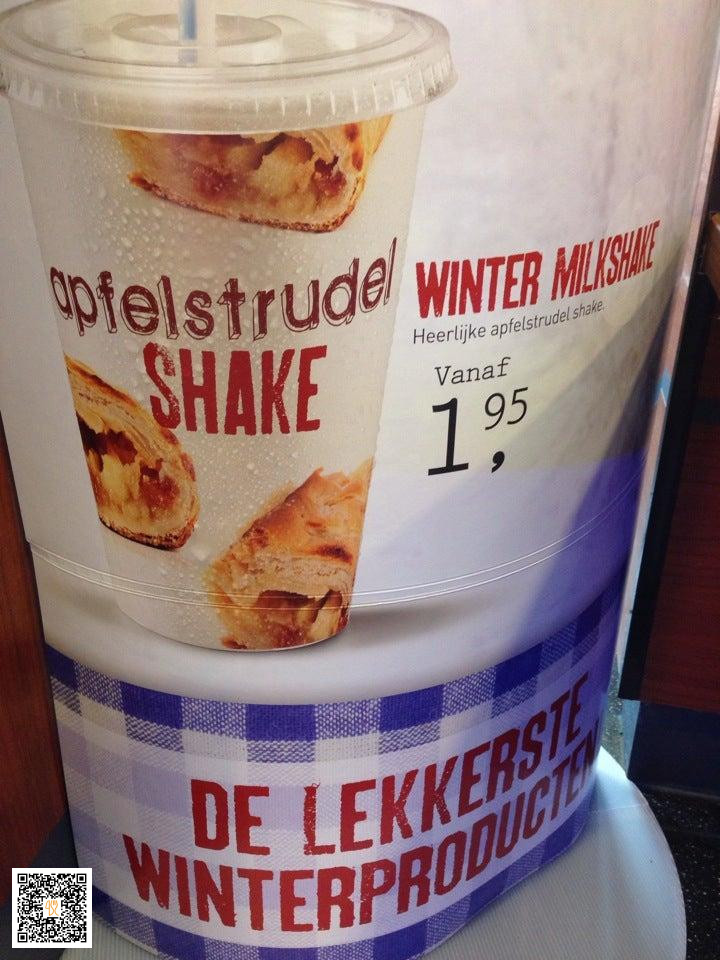 apfelstrudel
SHAKE
WINTER MILKSHAKE
Heerlijke apfelstrudel shake.
Vanaf
1,95
DE LEKKERSTE
WINTERPRODUCTEN